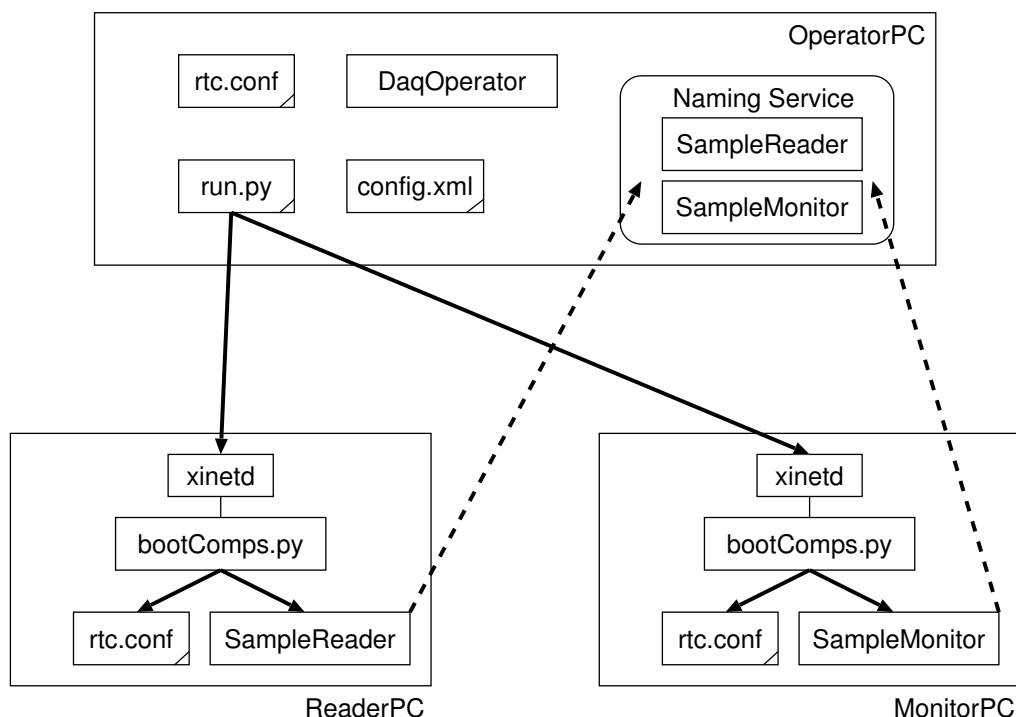 OperatorPC
rtc.conf
DaqOperator
Naming Service
SampleReader
run.py
config.xml
SampleMonitor
xinetd
bootComps.py
rtc.conf
SampleReader
ReaderPC
xinetd
bootComps.py
rtc.conf
SampleMonitor
MonitorPC